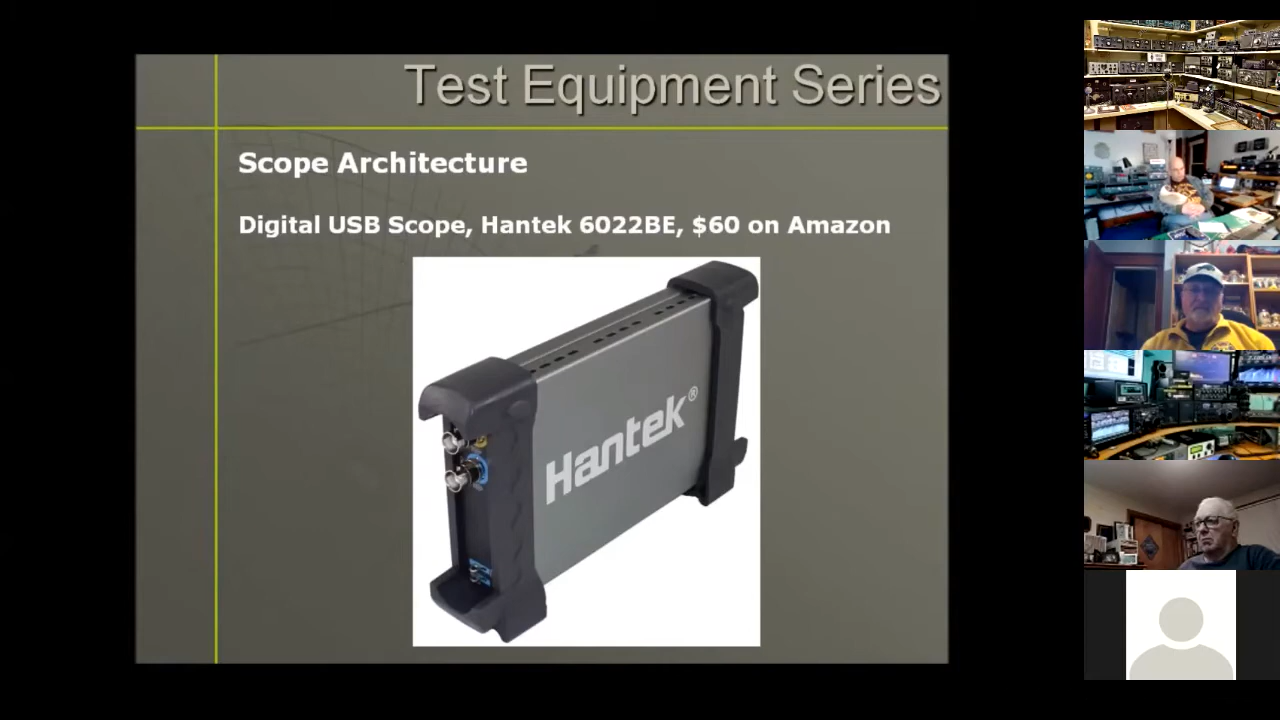 Test Equipment Series
Scope Architecture
Digital USB Scope, Hantek 6022BE, $60 on Amazon
Hantek®